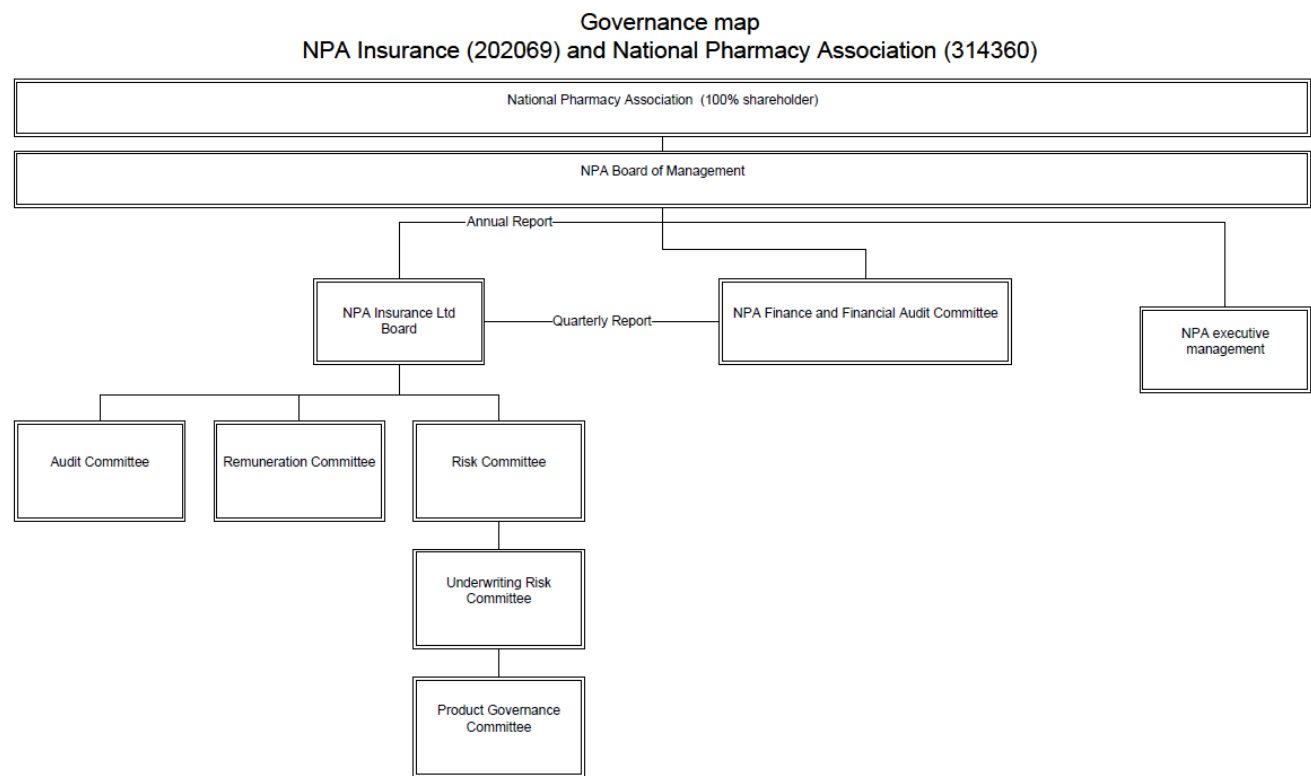 Governance map
NPA Insurance (202069) and National Pharmacy Association (314360)
National Pharmacy Association (100% shareholder)
NPA Board of Management
Annual Report
NPA Insurance Ltd
Board
Quarterly Report
NPA Finance and Financial Audit Committee
NPA executive
management
Audit Committee
Remuneration Committee
Risk Committee
Underwriting Risk
Committee
Product Governance
Committee